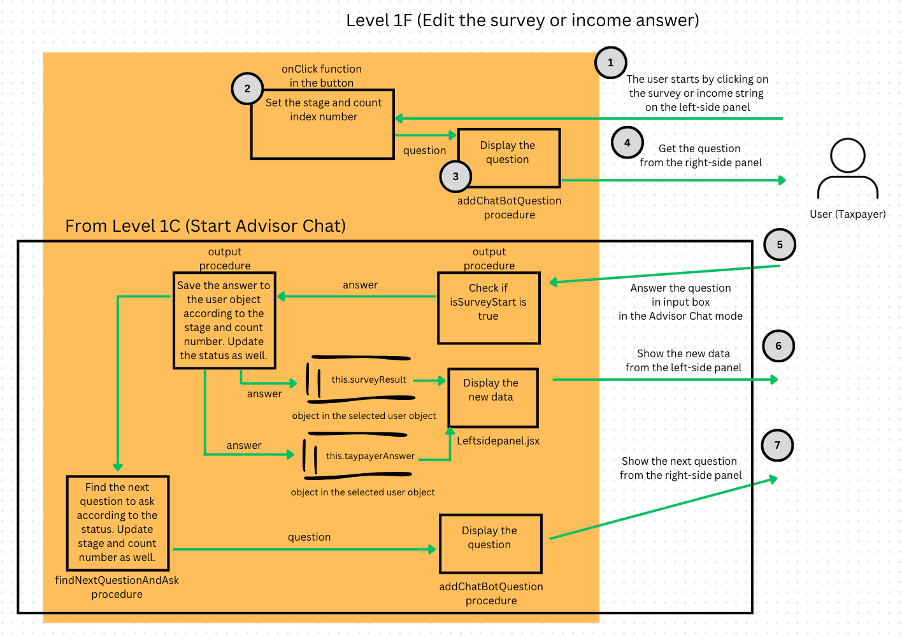 Level 1F (Edit the survey or income answer)
1
The user starts by clicking on
the survey or income string
on the left-side panel
onClick function
in the button
2
Set the stage and count
index number
question
Display the
question
3
addChatBotQuestion
procedure
4
Get the question
from the right-side panel
User (Taxpayer)
From Level 1C (Start Advisor Chat)
5
Answer the question
in input box
in the Advisor Chat mode
output
procedure
Check if
isSurveyStart is
true
answer
output
procedure
Save the answer to
the user object
according to the
stage and count
number. Update
the status as well.
answer
this.surveyResult
object in the selected user object
answer
this.taypayerAnswer
object in the selected user object
Display the
new data
Leftsidepanel.jsx
6
Show the new data
from the left-side panel
7
Show the next question
from the right-side panel
Find the next
question to ask
according to the
status. Update
stage and count
number as well.
findNextQuestionAndAsk
procedure
question
Display the
question
addChatBotQuestion
procedure